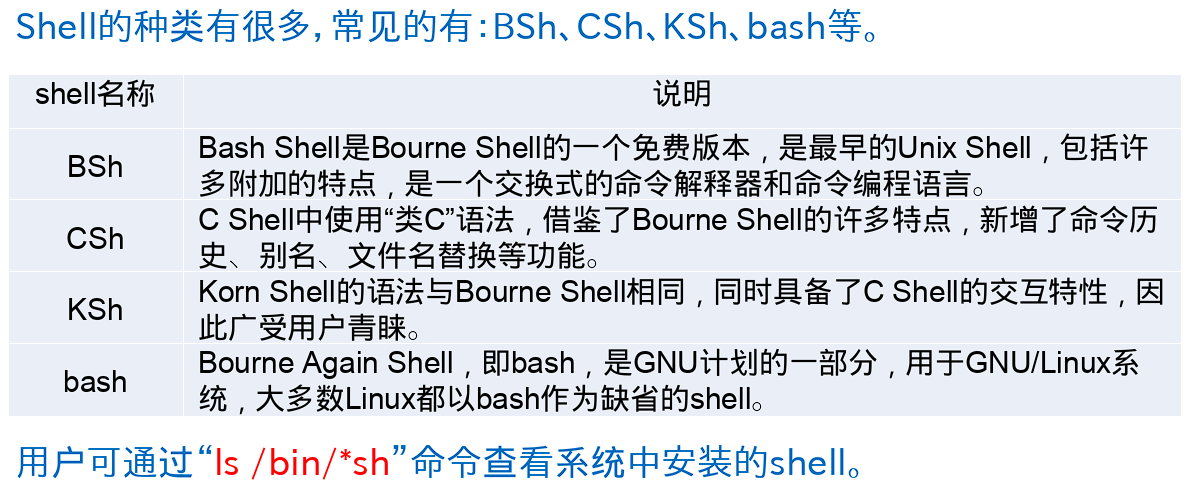 Shell的种类有很多，常见的有：BSh、CSh、KSh、bash等。
shell名称
说明
BSh
Bash Shell是Bourne Shell的一个免费版本，是最早的Unix Shell，包括许
多附加的特点，是一个交换式的命令解释器和命令编程语言。
CSh
C Shell中使用“类C”语法，借鉴了Bourne Shell的许多特点，新增了命令历
史、别名、文件名替换等功能。
KSh
Korn Shell的语法与Bourne Shell相同，同时具备了C Shell的交互特性，因
此广受用户青睐。
bash
Bourne Again Shell，即bash，是GNU计划的一部分，用于GNU/Linux系
统，大多数Linux都以bash作为缺省的shell。
用户可通过“ls /bin/*sh”命令查看系统中安装的shell。